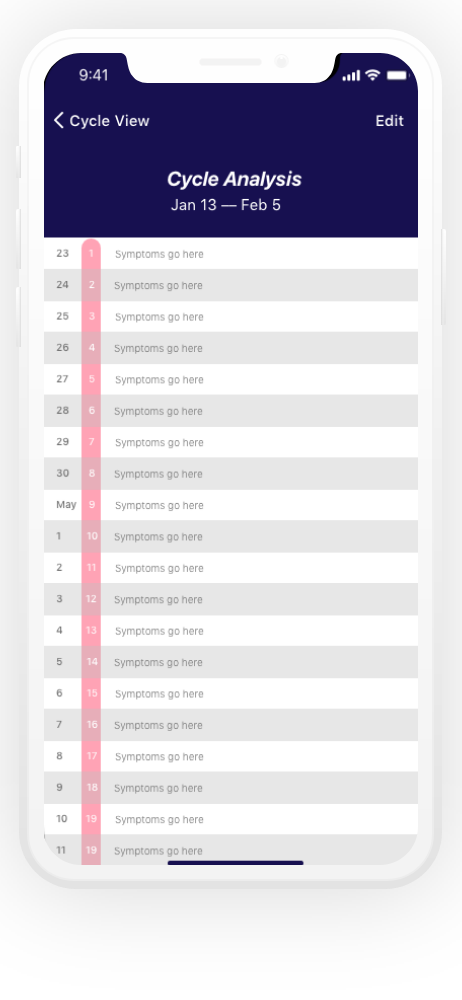 9:41
Cycle View Edit
Cycle Analysis
Jan 13 — Feb 5
23 1 Symptoms go here
24 2 Symptoms go here
25 3 Symptoms go here
26 4 Symptoms go here
27 5 Symptoms go here
28 6 Symptoms go here
29 7 Symptoms go here
30 8 Symptoms go here
May 9 Symptoms go here
1 10 Symptoms go here
2 11 Symptoms go here
3 12 Symptoms go here
4 13 Symptoms go here
5 14 Symptoms go here
6 15 Symptoms go here
7 16 Symptoms go here
8 17 Symptoms go here
9 18 Symptoms go here
10 19 Symptoms go here
11 19 Symptoms go here